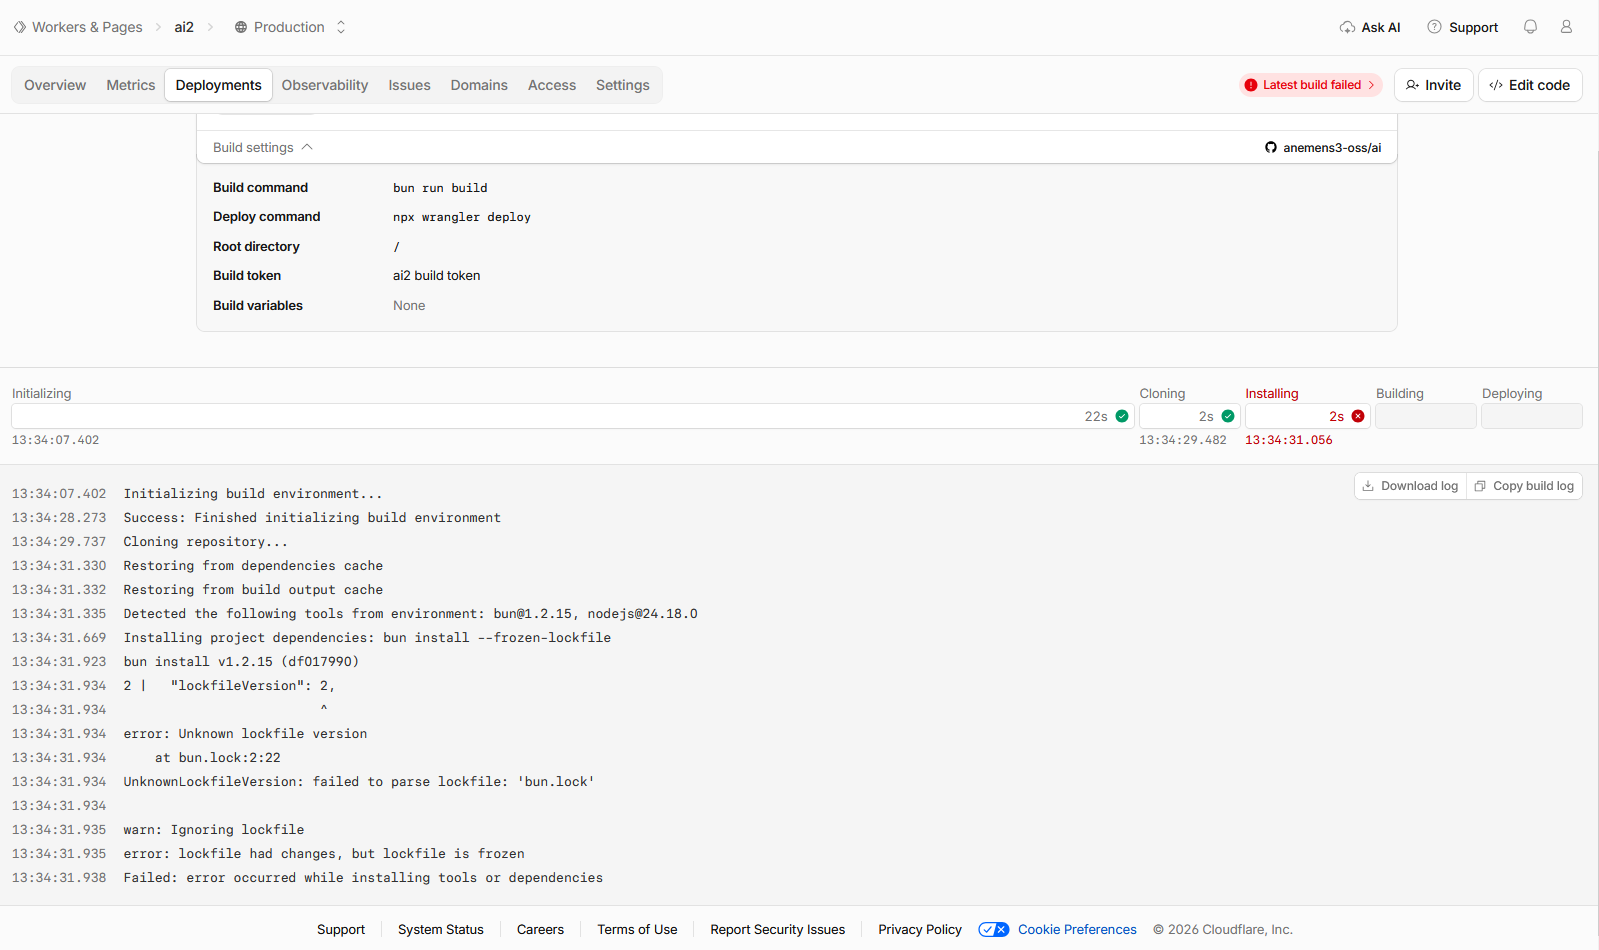 Workers & Pages ai2 Production
Ask AI Support
Overview Metrics Deployments Observability Issues Domains Access Settings
Latest build failed Invite Edit code
Build settings anemens3-oss/ai
Build command bun run build
Deploy command npx wrangler deploy
Root directory /
Build token ai2 build token
Build variables None
Initializing Cloning Installing Building Deploying
22s 2s 2s
13:34:07.402 13:34:29.482 13:34:31.056
Download log Copy build log
13:34:07.402 Initializing build environment...
13:34:28.273 Success: Finished initializing build environment
13:34:29.737 Cloning repository...
13:34:31.330 Restoring from dependencies cache
13:34:31.332 Restoring from build output cache
13:34:31.335 Detected the following tools from environment: bun@1.2.15, nodejs@24.18.0
13:34:31.669 Installing project dependencies: bun install --frozen-lockfile
13:34:31.923 bun install v1.2.15 (df017990)
13:34:31.934 2 | "lockfileVersion": 2,
13:34:31.934 ^
13:34:31.934 error: Unknown lockfile version
13:34:31.934 at bun.lock:2:22
13:34:31.934 UnknownLockfileVersion: failed to parse lockfile: 'bun.lock'
13:34:31.934
13:34:31.935 warn: Ignoring lockfile
13:34:31.935 error: lockfile had changes, but lockfile is frozen
13:34:31.938 Failed: error occurred while installing tools or dependencies
Support System Status Careers Terms of Use Report Security Issues Privacy Policy Cookie Preferences © 2026 Cloudflare, Inc.